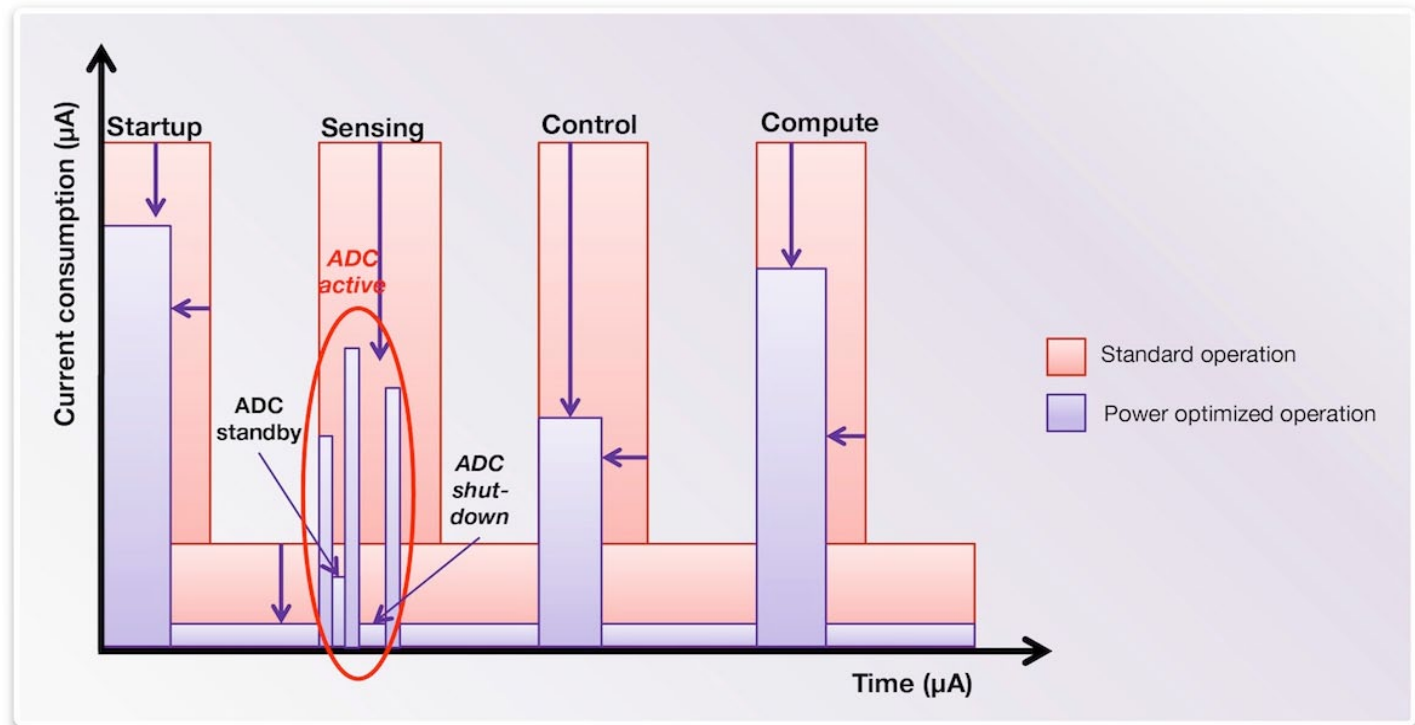 Current consumption (µA)
Startup
Sensing
Control
Compute
ADC
active
ADC
standby
ADC
shut-
down
Standard operation
Power optimized operation
Time (µA)